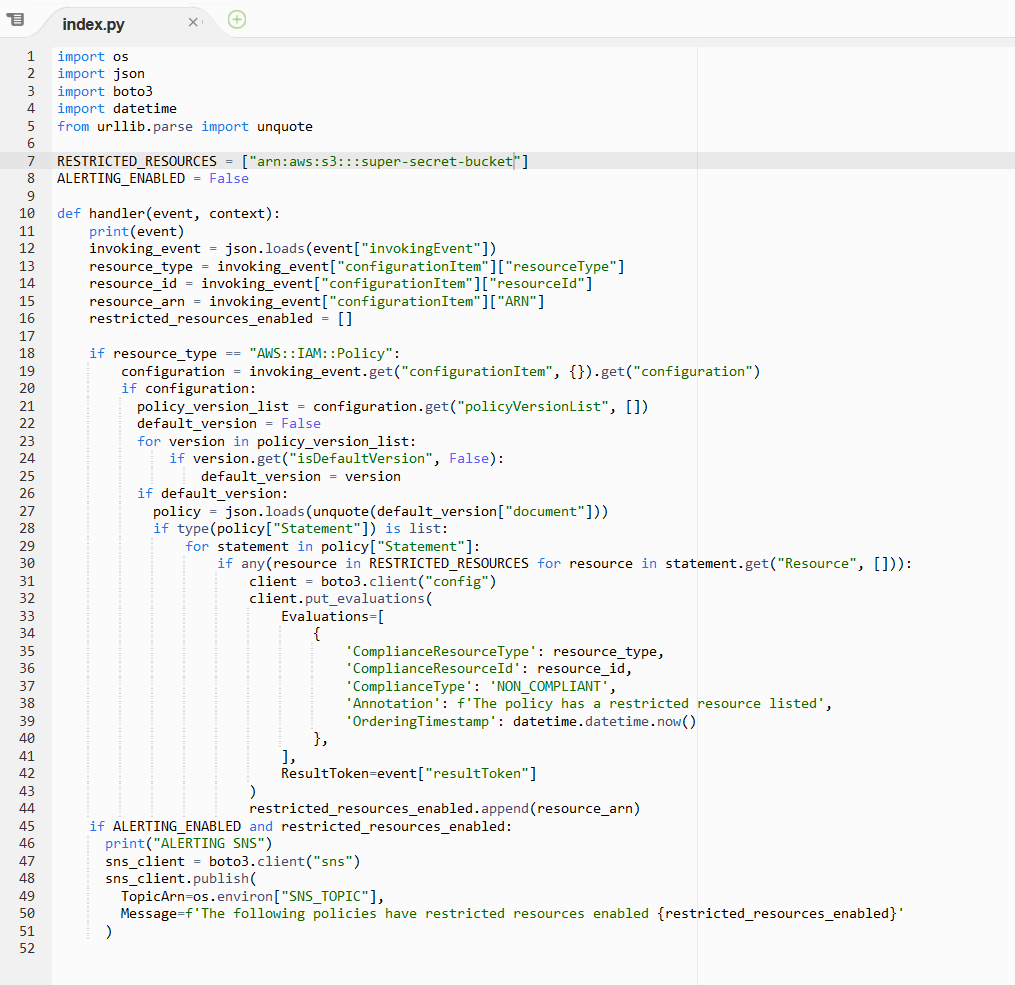 index.py
1 import os
2 import json
3 import boto3
4 import datetime
5 from urllib.parse import unquote
6
7 RESTRICTED_RESOURCES = ["arn:aws:s3:::super-secret-bucket"]
8 ALERTING_ENABLED = False
9
10 def handler(event, context):
11     print(event)
12     invoking_event = json.loads(event["invokingEvent"])
13     resource_type = invoking_event["configurationItem"]["resourceType"]
14     resource_id = invoking_event["configurationItem"]["resourceId"]
15     resource_arn = invoking_event["configurationItem"]["ARN"]
16     restricted_resources_enabled = []
17
18     if resource_type == "AWS::IAM::Policy":
19         configuration = invoking_event.get("configurationItem", {}).get("configuration")
20         if configuration:
21           policy_version_list = configuration.get("policyVersionList", [])
22           default_version = False
23           for version in policy_version_list:
24               if version.get("isDefaultVersion", False):
25                   default_version = version
26           if default_version:
27             policy = json.loads(unquote(default_version["document"]))
28             if type(policy["Statement"]) is list:
29                 for statement in policy["Statement"]:
30                     if any(resource in RESTRICTED_RESOURCES for resource in statement.get("Resource", [])):
31                         client = boto3.client("config")
32                         client.put_evaluations(
33                             Evaluations=[
34                                 {
35                                     'ComplianceResourceType': resource_type,
36                                     'ComplianceResourceId': resource_id,
37                                     'ComplianceType': 'NON_COMPLIANT',
38                                     'Annotation': f'The policy has a restricted resource listed',
39                                     'OrderingTimestamp': datetime.datetime.now()
40                                 },
41                             ],
42                             ResultToken=event["resultToken"]
43                         )
44                         restricted_resources_enabled.append(resource_arn)
45     if ALERTING_ENABLED and restricted_resources_enabled:
46       print("ALERTING SNS")
47       sns_client = boto3.client("sns")
48       sns_client.publish(
49         TopicArn=os.environ["SNS_TOPIC"],
50         Message=f'The following policies have restricted resources enabled {restricted_resources_enabled}'
51       )
52